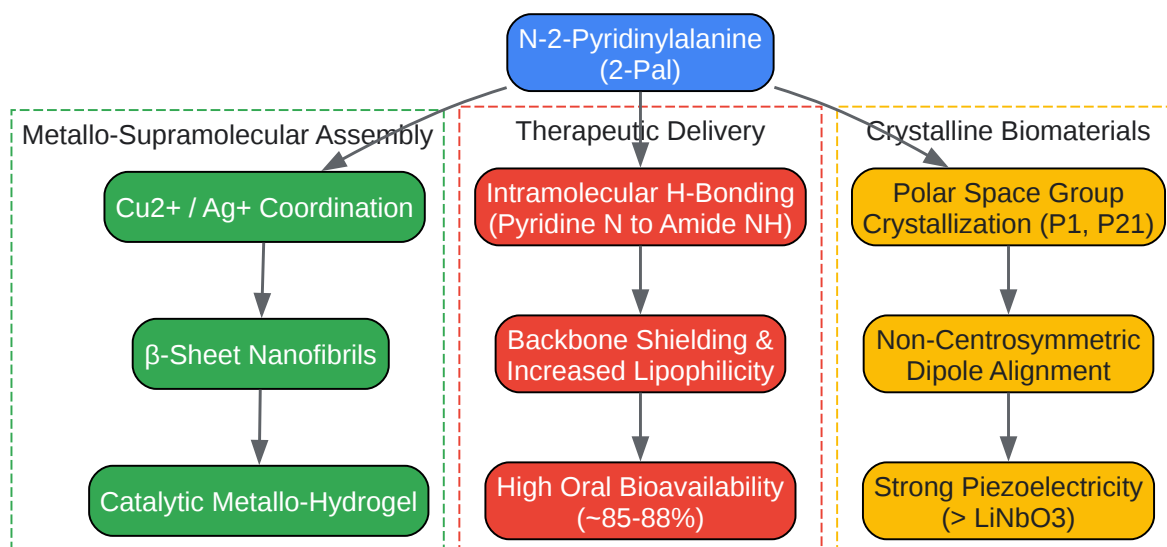 N-2-Pyridinylalanine
(2-Pal)
Metallo-Supramolecular Assembly
Cu2+ / Ag+ Coordination
β-Sheet Nanofibrils
Catalytic Metallo-Hydrogel
Therapeutic Delivery
Intramolecular H-Bonding
(Pyridine N to Amide NH)
Backbone Shielding &
Increased Lipophilicity
High Oral Bioavailability
(~85-88%)
Crystalline Biomaterials
Polar Space Group
Crystallization (P1, P21)
Non-Centrosymmetric
Dipole Alignment
Strong Piezoelectricity
(> LiNbO3)